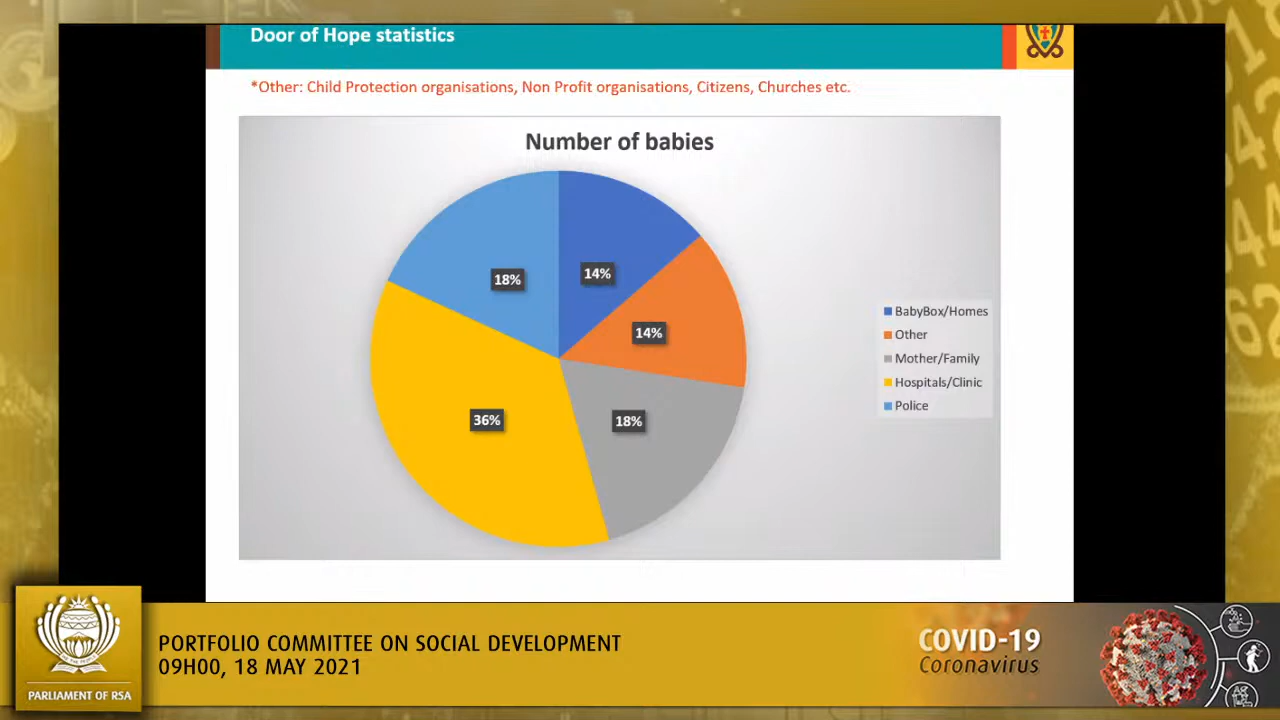 Door of Hope statistics
*Other: Child Protection organisations, Non Profit organisations, Citizens, Churches etc.
Number of babies
18%
14%
14%
36%
18%
BabyBox/Homes
Other
Mother/Family
Hospitals/Clinic
Police
PORTFOLIO COMMITTEE ON SOCIAL DEVELOPMENT
09H00, 18 MAY 2021
PARLIAMENT OF RSA
COVID-19
Coronavirus